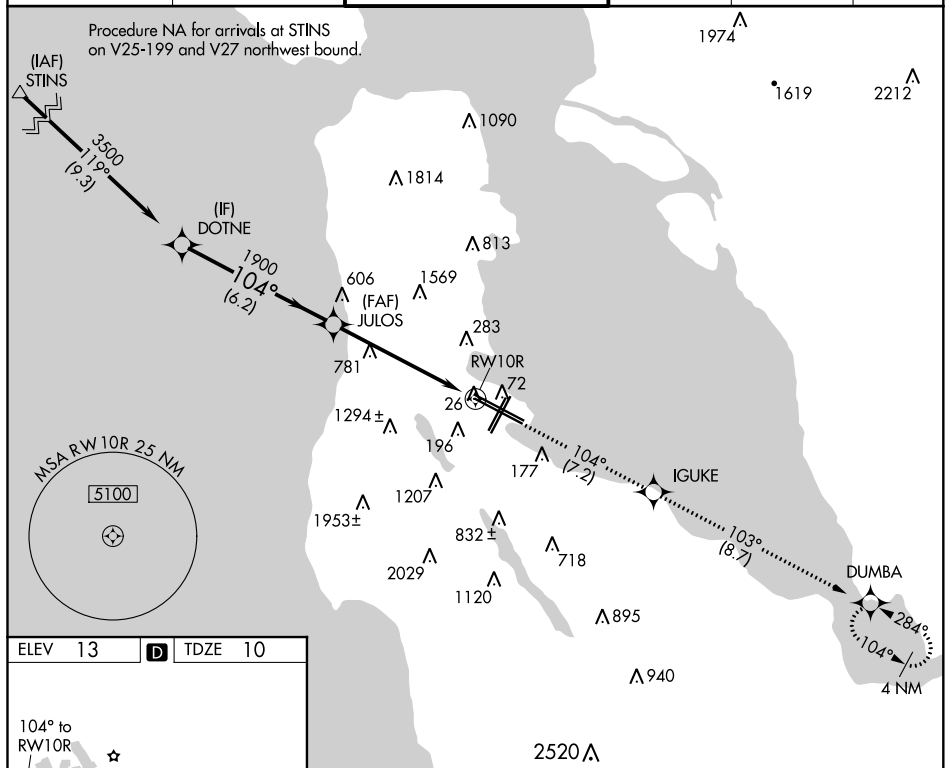 Procedure NA for arrivals at STINS
on V25-199 and V27 northwest bound.
(IAF)
STINS
3500
119°
(9.3)
(IF)
DOTNE
1900
104°
(6.2)
(FAF)
JULOS
1974
1619
2212
1090
1814
813
606
1569
283
781
RW10R
72
26
1294 ±
196
177
104°
(7.2)
IGUKE
1207
1953 ±
832 ±
718
2029
1120
103°
(8.7)
DUMBA
284°
104°
4 NM
895
940
2520
MSA RW 10R 25 NM
5100
ELEV 13
D
TDZE 10
104° to
RW10R